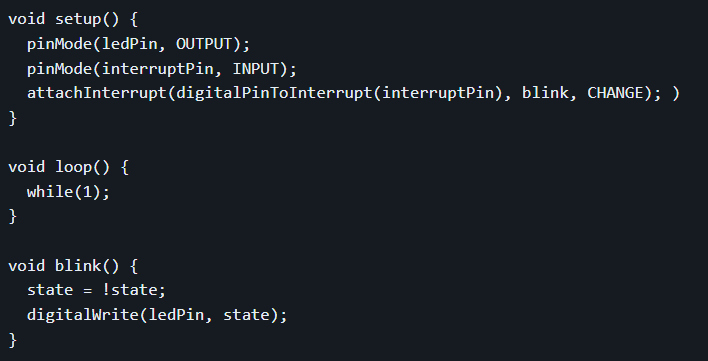 void setup() {
  pinMode(ledPin, OUTPUT);
  pinMode(interruptPin, INPUT);
  attachInterrupt(digitalPinToInterrupt(interruptPin), blink, CHANGE); )
}

void loop() {
  while(1);
}

void blink() {
  state = !state;
  digitalWrite(ledPin, state);
}